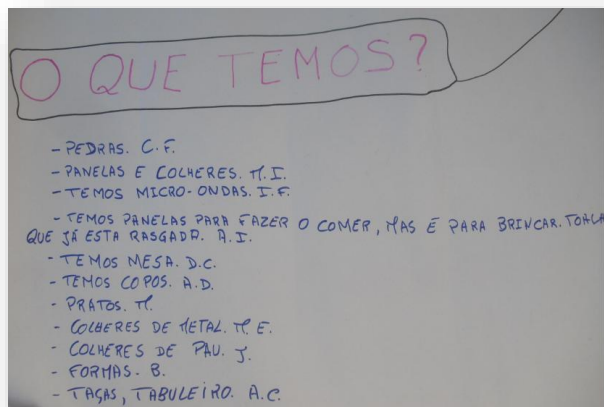 O QUE TEMOS?
- PEDRAS. C.F.
- PANELAS E COLHERES. M.I.
- TEMOS MICRO-ONDAS. I.F.
- TEMOS PANELAS PARA FAZER O COMER, MAS É PARA BRINCAR. TOALHA
QUE JÁ ESTA RASGADA. A.I.
- TEMOS MESA. D.C.
- TEMOS COPOS. A.D.
- PRATOS. M.
- COLHERES DE METAL. M.E.
- COLHERES DE PAU. J.
- FORMAS. B.
- TAÇAS, TABULEIRO. A.C.